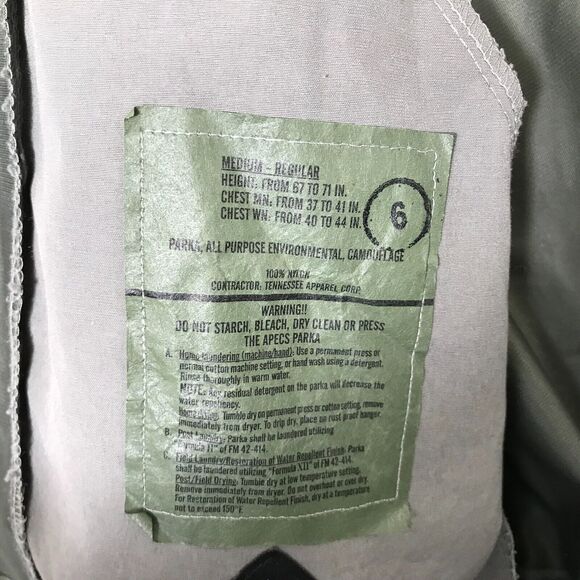 MEDIUM - REGULAR
HEIGHT: FROM 67 TO 71 IN.
CHEST MN: FROM 37 TO 41 IN.
CHEST WN: FROM 40 TO 44 IN.
6
PARKA, ALL PURPOSE ENVIRONMENTAL, CAMOUFLAGE
100% NYLON
CONTRACTOR: TENNESSEE APPAREL CORP.
WARNING!!
DO NOT STARCH, BLEACH, DRY CLEAN OR PRESS
THE APECS PARKA
A. Home laundering (machine/hand): Use a permanent press or
normal cotton machine setting, or hand wash using a detergent.
Rinse thoroughly in warm water.
NOTE: Any residual detergent on the parka will decrease the
water repellency.
Home Drying: Tumble dry on permanent press or cotton setting, remove
immediately from dryer. To drip dry, place on rust proof hanger.
B. Post Laundry: Parka shall be laundered utilizing
"Formula II" of FM 42-414.
C. Field Laundry/Restoration of Water Repellent Finish: Parka
shall be laundered utilizing "Formula XII" of FM 42-414.
Post/Field Drying: Tumble dry at low temperature setting.
Remove immediately from dryer. Do not overheat or over dry.
For Restoration of Water Repellent Finish, dry at a temperature
not to exceed 150°F.